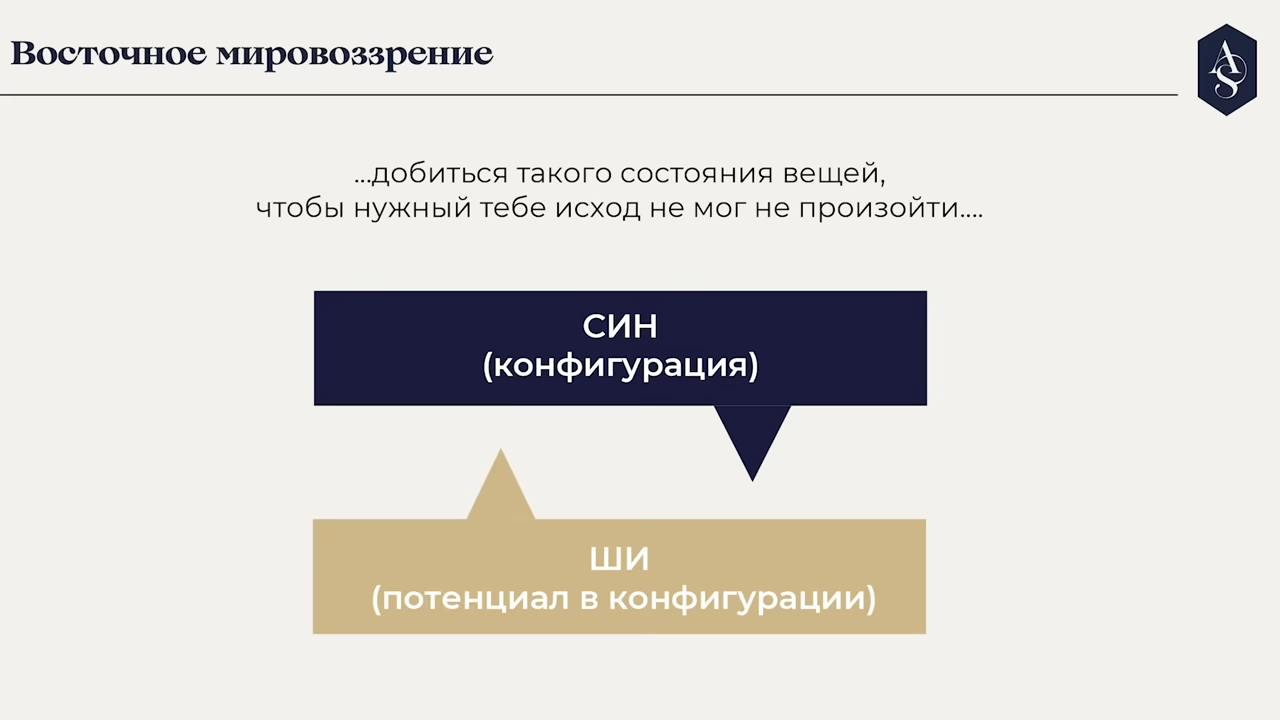 Восточное мировоззрение
AS
...добиться такого состояния вещей,
чтобы нужный тебе исход не мог не произойти....
СИН
(конфигурация)
ШИ
(потенциал в конфигурации)